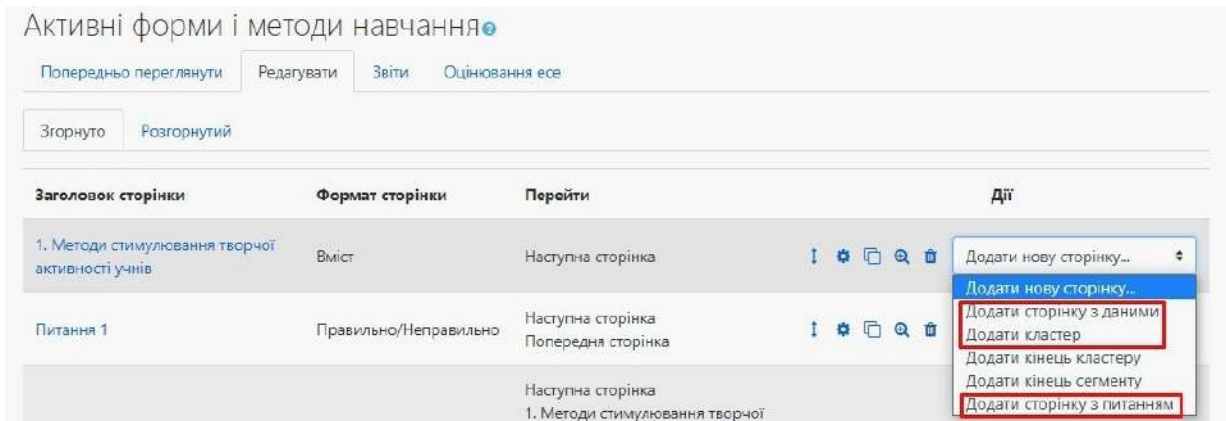 Активні форми і методи навчання
Попередньо переглянути Редагувати Звіти Оцінювання есе
Згорнуто Розгорнутий
Заголовок сторінки Формат сторінки Перейти Дії
1. Методи стимулювання творчої
активності учнів
Вміст
Наступна сторінка
Додати нову сторінку...
Додати нову сторінку...
Додати сторінку з даними
Додати кластер
Додати кінець кластеру
Додати кінець сегменту
Додати сторінку з питанням
Питання 1
Правильно/Неправильно
Наступна сторінка
Попередня сторінка
Наступна сторінка
1. Методи стимулювання творчої